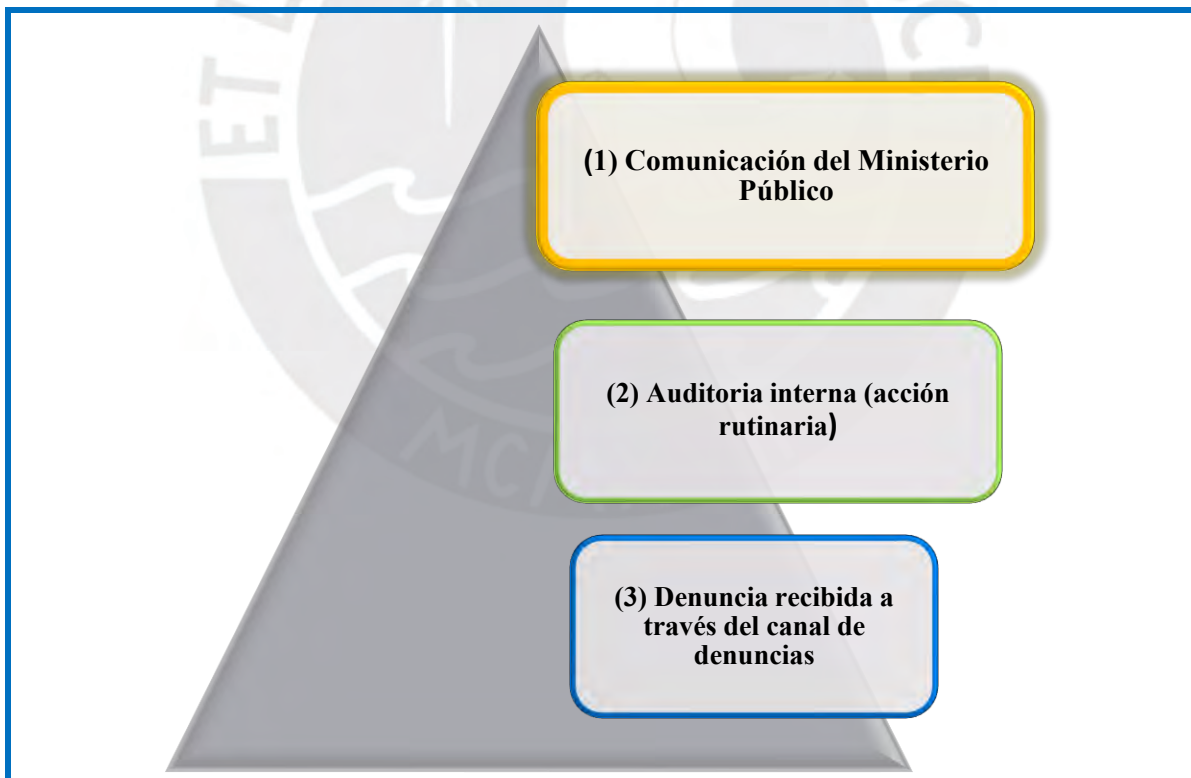 (1) Comunicación del Ministerio
Público
(2) Auditoria interna (acción
rutinaria)
(3) Denuncia recibida a
través del canal de
denuncias